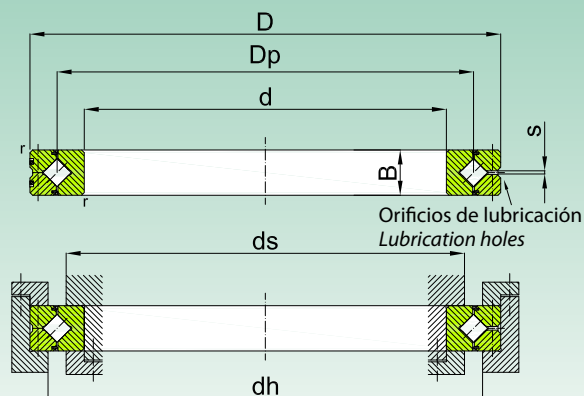 D
Dp
d
r
s
B
r
Orificios de lubricación
Lubrication holes
ds
dh